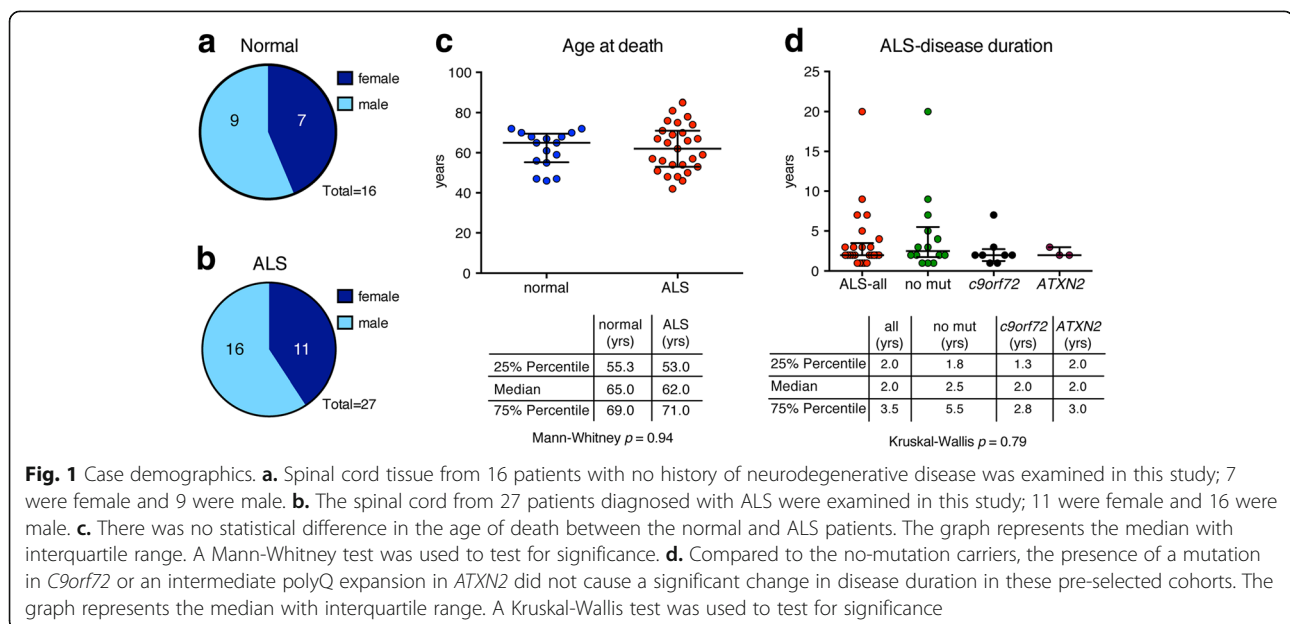 a Normal
female
male
9
7
Total=16
b ALS
female
male
16
11
Total=27
c Age at death
years
100
80
60
40
20
0
normal ALS
normal (yrs) ALS (yrs)
25% Percentile 55.3 53.0
Median 65.0 62.0
75% Percentile 69.0 71.0
Mann-Whitney p = 0.94
d ALS-disease duration
years
25
20
15
10
5
0
ALS-all no mut c9orf72 ATXN2
all (yrs) no mut (yrs) c9orf72 (yrs) ATXN2 (yrs)
25% Percentile 2.0 1.8 1.3 2.0
Median 2.0 2.5 2.0 2.0
75% Percentile 3.5 5.5 2.8 3.0
Kruskal-Wallis p = 0.79
Fig. 1 Case demographics. a. Spinal cord tissue from 16 patients with no history of neurodegenerative disease was examined in this study; 7
were female and 9 were male. b. The spinal cord from 27 patients diagnosed with ALS were examined in this study; 11 were female and 16 were
male. c. There was no statistical difference in the age of death between the normal and ALS patients. The graph represents the median with
interquartile range. A Mann-Whitney test was used to test for significance. d. Compared to the no-mutation carriers, the presence of a mutation
in C9orf72 or an intermediate polyQ expansion in ATXN2 did not cause a significant change in disease duration in these pre-selected cohorts. The
graph represents the median with interquartile range. A Kruskal-Wallis test was used to test for significance